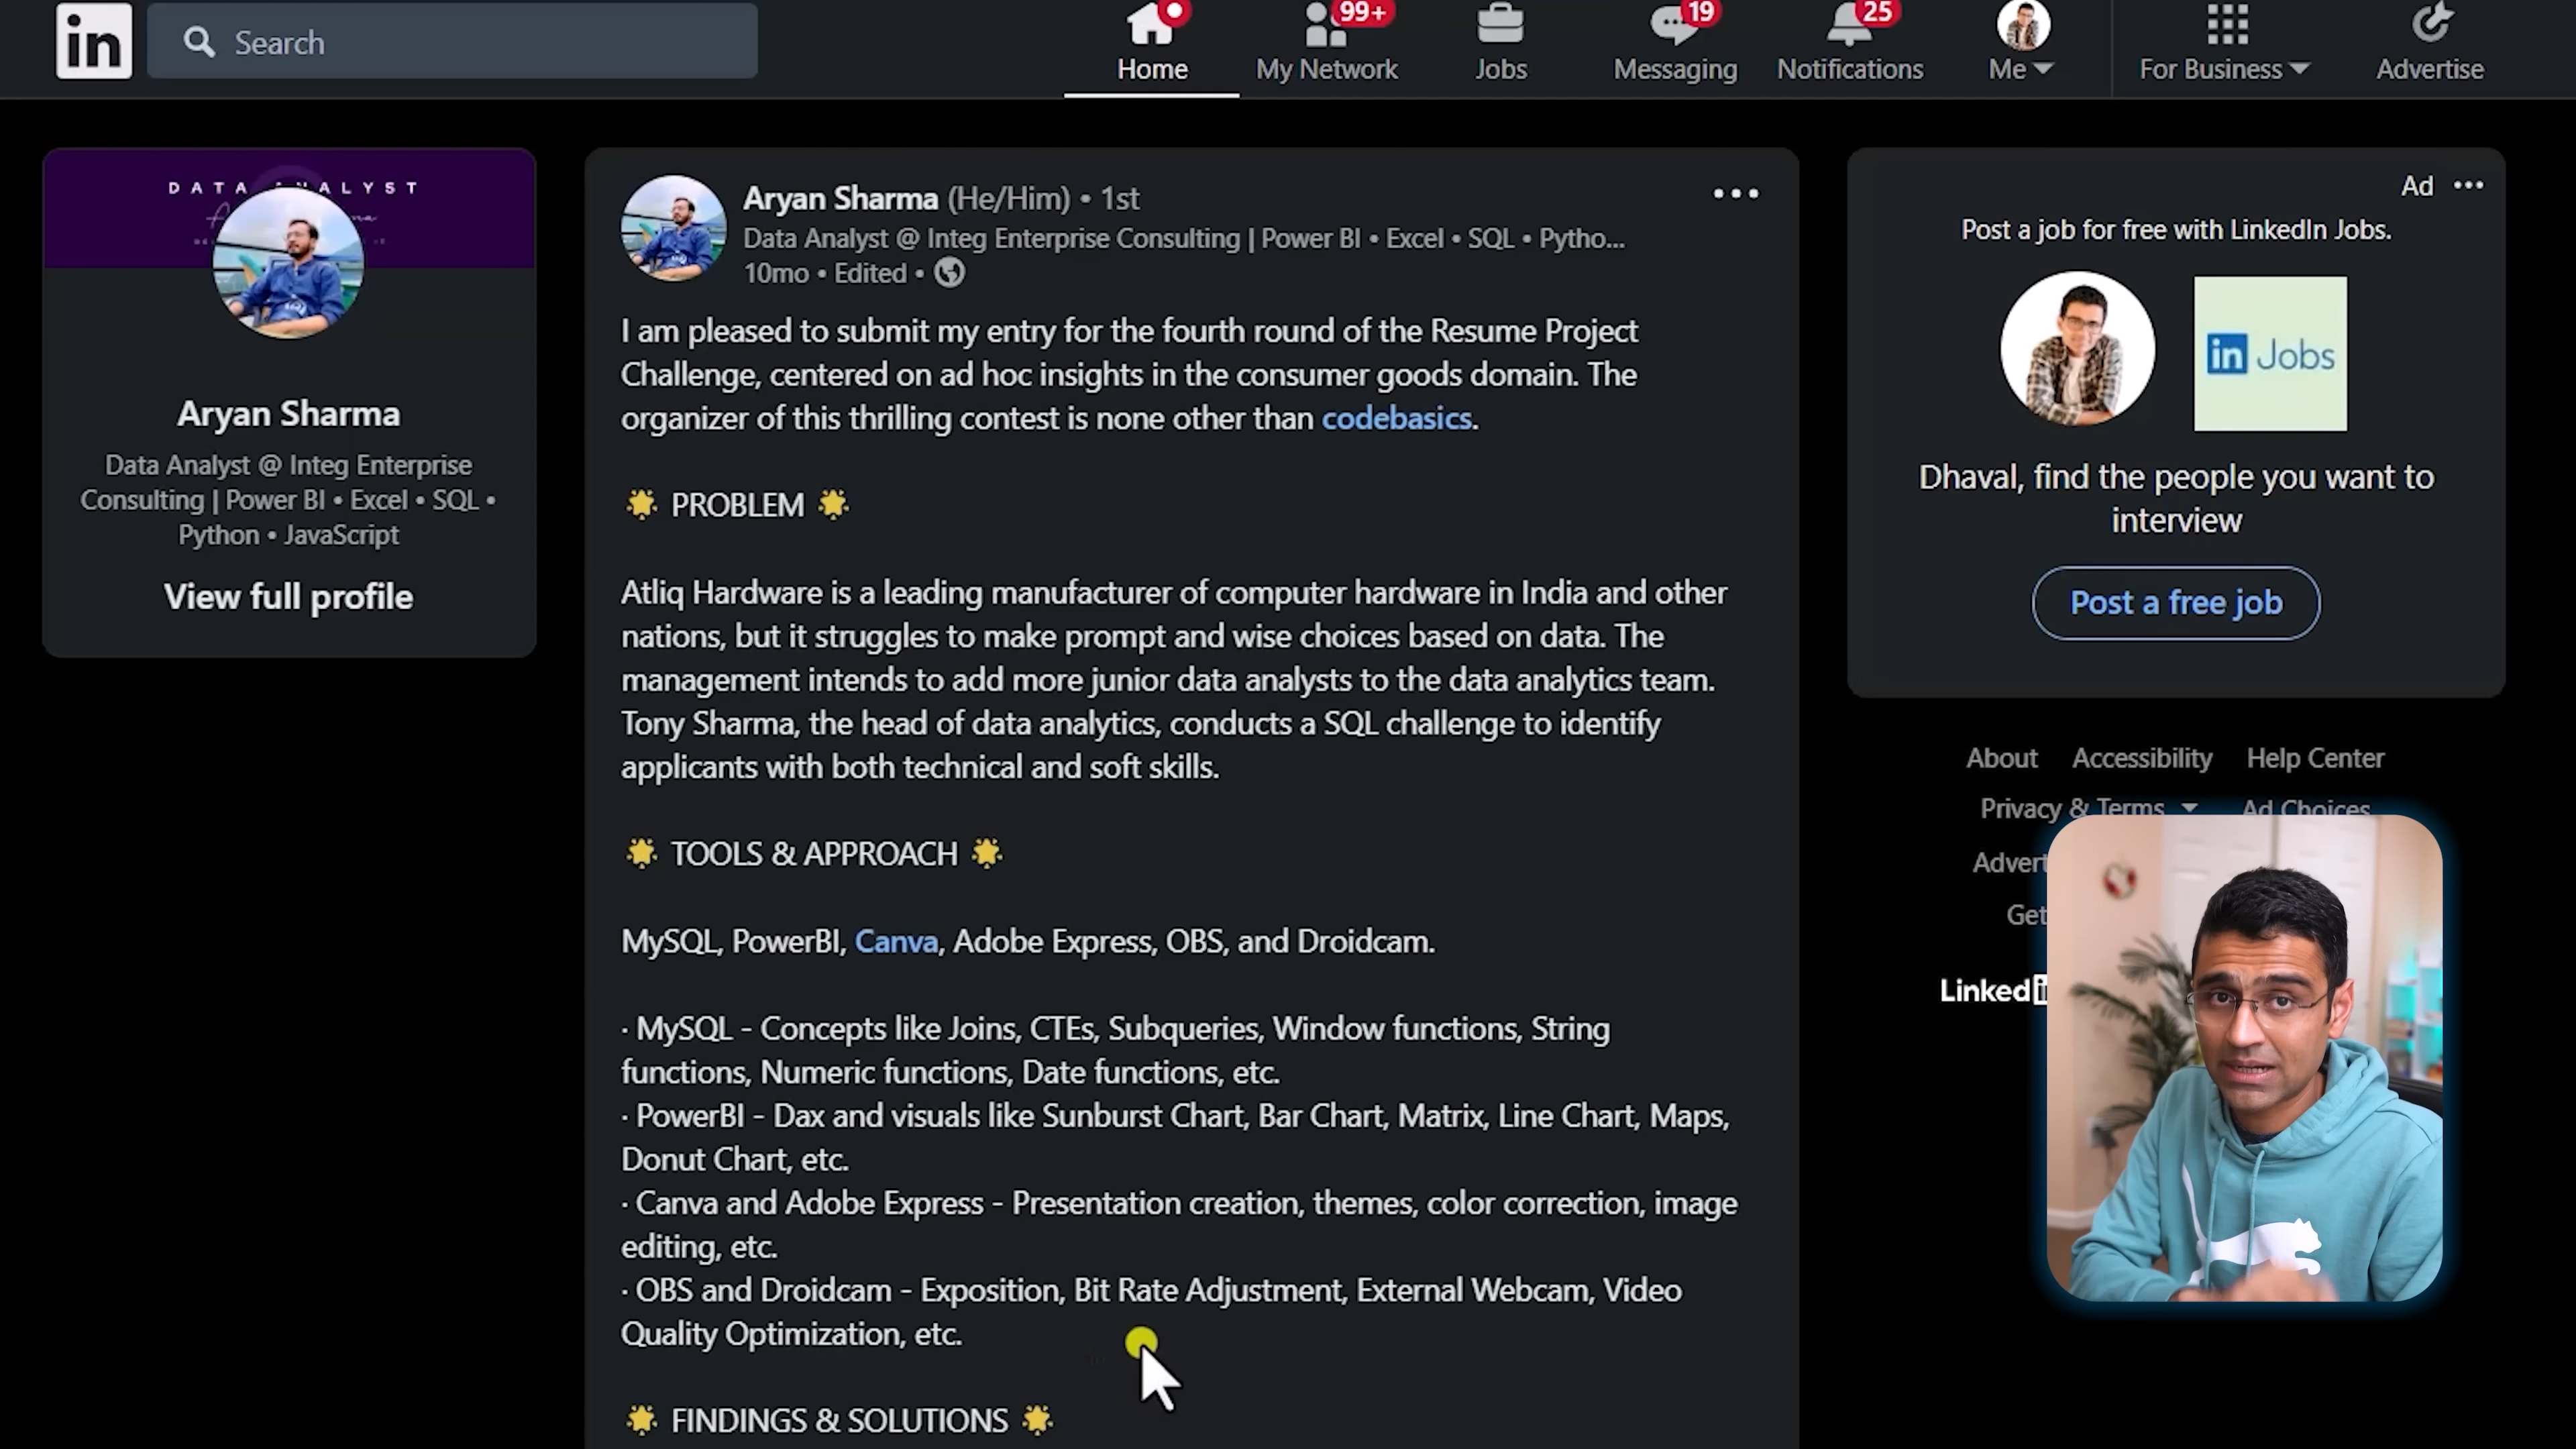 in
Search
99+
19
25
Home
My Network
Jobs
Messaging
Notifications
Me
For Business
Advertise
DATA ANALYST
Aryan Sharma
Data Analyst @ Integ Enterprise
Consulting | Power BI • Excel • SQL •
Python • JavaScript
View full profile
Aryan Sharma (He/Him) • 1st
Data Analyst @ Integ Enterprise Consulting | Power BI • Excel • SQL • Pytho...
10mo • Edited •
I am pleased to submit my entry for the fourth round of the Resume Project
Challenge, centered on ad hoc insights in the consumer goods domain. The
organizer of this thrilling contest is none other than codebasics.
🌟 PROBLEM 🌟
Atliq Hardware is a leading manufacturer of computer hardware in India and other
nations, but it struggles to make prompt and wise choices based on data. The
management intends to add more junior data analysts to the data analytics team.
Tony Sharma, the head of data analytics, conducts a SQL challenge to identify
applicants with both technical and soft skills.
🌟 TOOLS & APPROACH 🌟
MySQL, PowerBI, Canva, Adobe Express, OBS, and Droidcam.
· MySQL - Concepts like Joins, CTEs, Subqueries, Window functions, String
functions, Numeric functions, Date functions, etc.
· PowerBI - Dax and visuals like Sunburst Chart, Bar Chart, Matrix, Line Chart, Maps,
Donut Chart, etc.
· Canva and Adobe Express - Presentation creation, themes, color correction, image
editing, etc.
· OBS and Droidcam - Exposition, Bit Rate Adjustment, External Webcam, Video
Quality Optimization, etc.
🌟 FINDINGS & SOLUTIONS 🌟
Ad
Post a job for free with LinkedIn Jobs.
in Jobs
Dhaval, find the people you want to
interview
Post a free job
About Accessibility Help Center
Privacy & Terms Ad Choices
Advert
Get
Linked